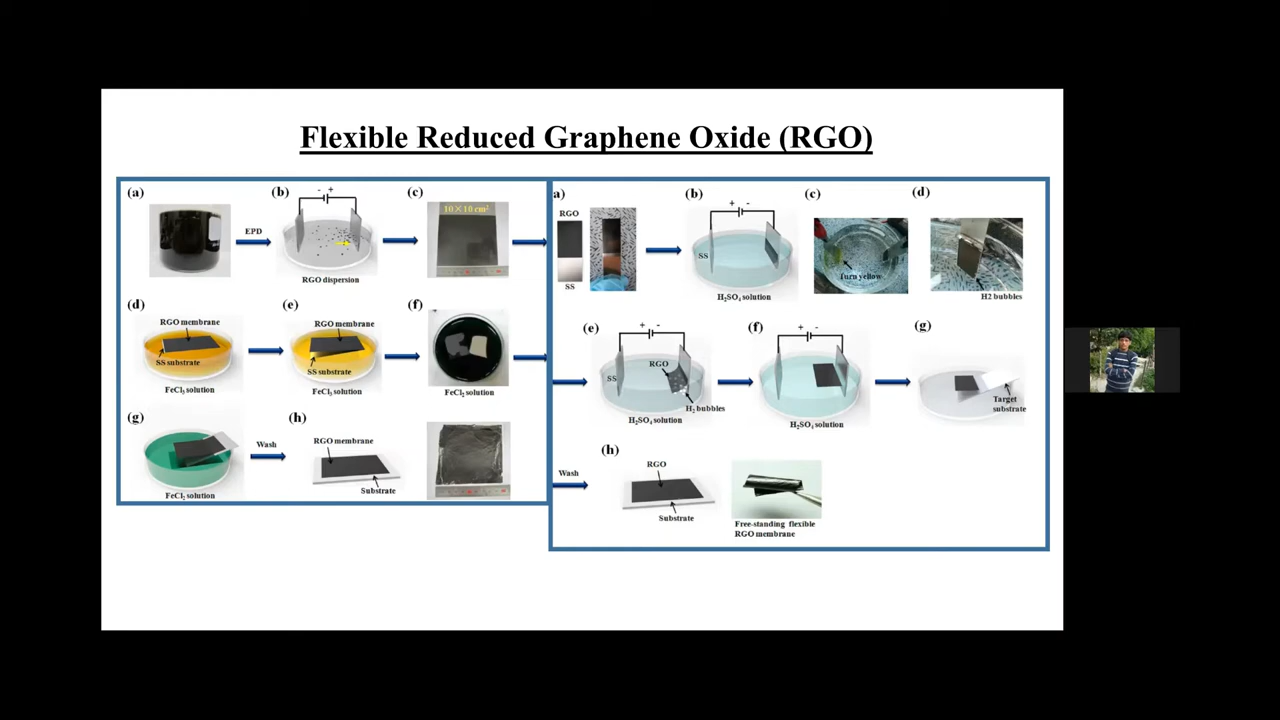 Flexible Reduced Graphene Oxide (RGO)
(a)
(b)
(c)
- +
10×10 cm²
EPD
RGO dispersion
(d)
(e)
(f)
RGO membrane
SS substrate
FeCl3 solution
RGO membrane
SS substrate
FeCl3 solution
FeCl2 solution
(g)
(h)
Wash
FeCl2 solution
RGO membrane
Substrate
a)
(b)
(c)
(d)
RGO
SS
+ -
SS
H2SO4 solution
Turn yellow
H2 bubbles
(e)
(f)
(g)
+ -
RGO
SS
H2 bubbles
H2SO4 solution
+ -
H2SO4 solution
Target
substrate
(h)
Wash
RGO
Substrate
Free-standing flexible
RGO membrane